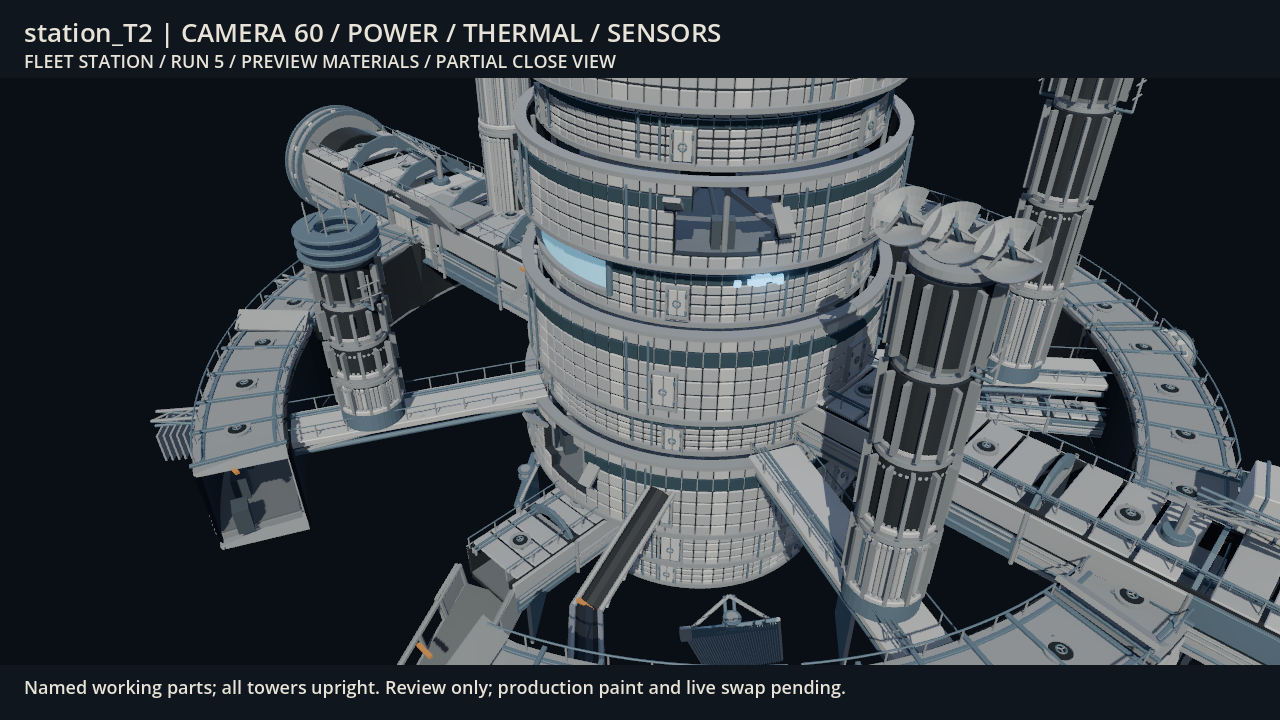 station_T2 | CAMERA 60 / POWER / THERMAL / SENSORS
FLEET STATION / RUN 5 / PREVIEW MATERIALS / PARTIAL CLOSE VIEW
Named working parts; all towers upright. Review only; production paint and live swap pending.